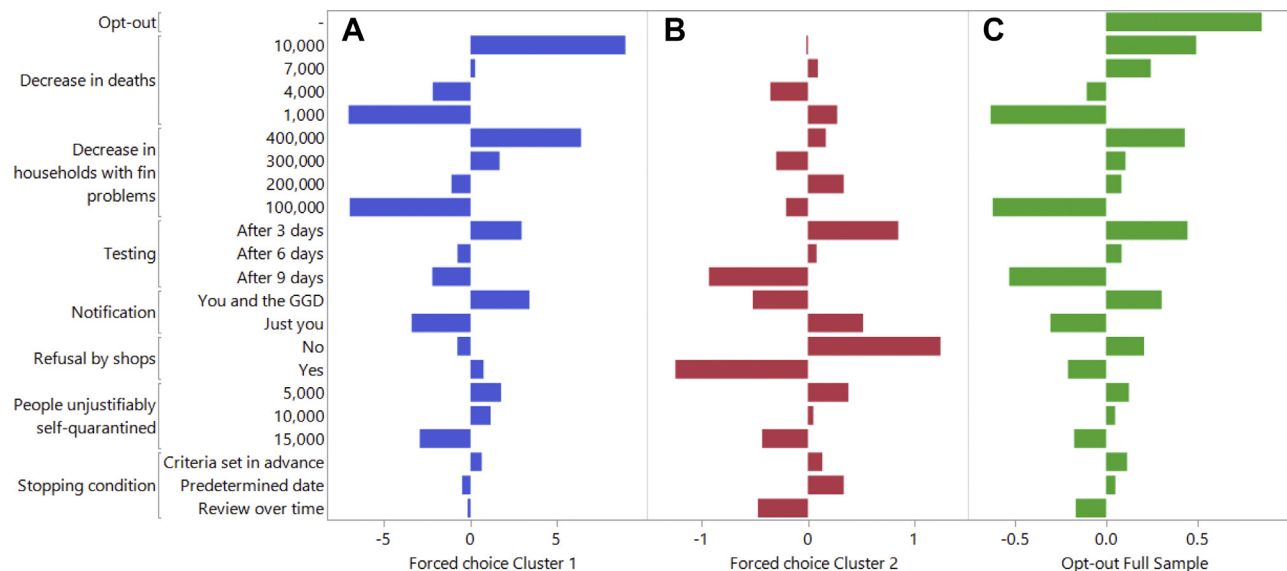 A
B
C
Opt-out
-
Decrease in deaths
10,000
7,000
4,000
1,000
Decrease in
households with fin
problems
400,000
300,000
200,000
100,000
Testing
After 3 days
After 6 days
After 9 days
Notification
You and the GGD
Just you
Refusal by shops
No
Yes
People unjustifiably
self-quarantined
5,000
10,000
15,000
Stopping condition
Criteria set in advance
Predetermined date
Review over time
-5 0 5
-1 0 1
-0.5 0.0 0.5
Forced choice Cluster 1
Forced choice Cluster 2
Opt-out Full Sample